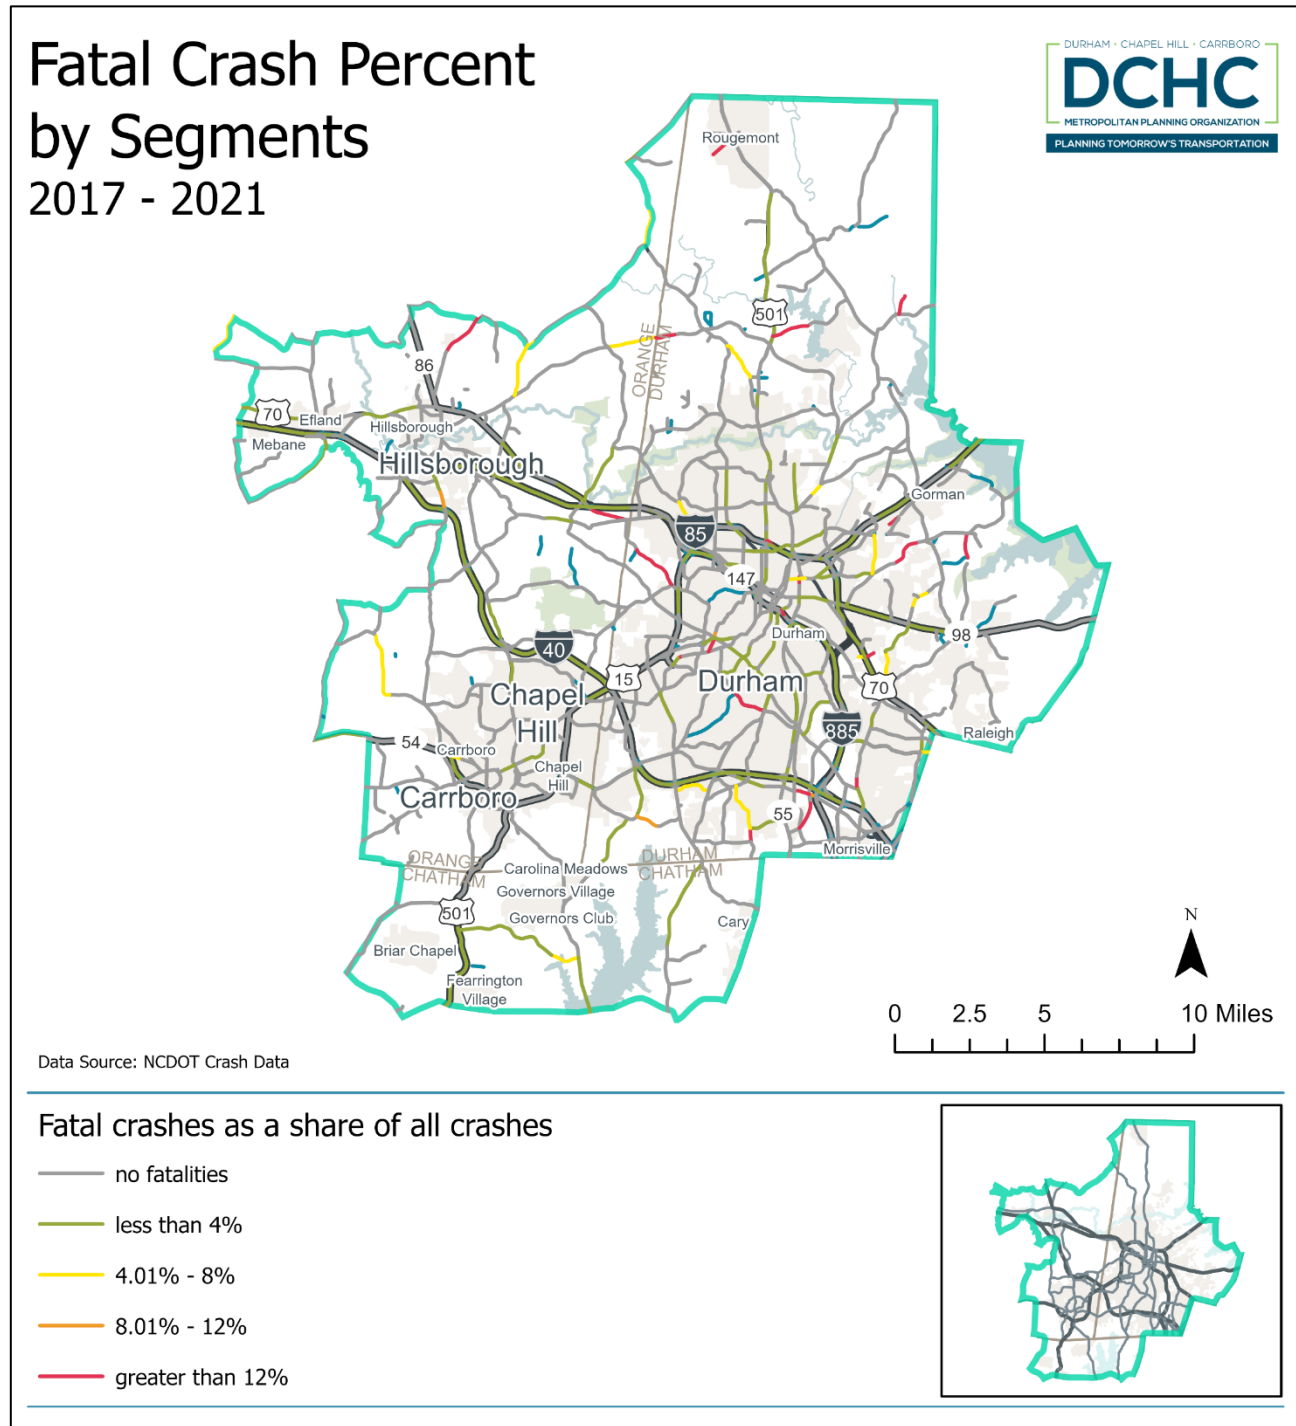 Fatal Crash Percent
by Segments
2017 - 2021
DURHAM · CHAPEL HILL · CARRBORO
DCHC
METROPOLITAN PLANNING ORGANIZATION
PLANNING TOMORROW'S TRANSPORTATION
Rougemont
501
ORANGE
DURHAM
86
70
Efland
Hillsborough
Mebane
Hillsborough
Gorman
85
147
Durham
98
40
15
Durham
70
Chapel
Hill
885
Raleigh
54
Carrboro
Chapel
Hill
Carrboro
55
Morrisville
ORANGE
CHATHAM
DURHAM
CHATHAM
Carolina Meadows
Governors Village
501
Governors Club
Cary
Briar Chapel
Fearrington
Village
N
0 2.5 5 10 Miles
Data Source: NCDOT Crash Data
Fatal crashes as a share of all crashes
no fatalities
less than 4%
4.01% - 8%
8.01% - 12%
greater than 12%